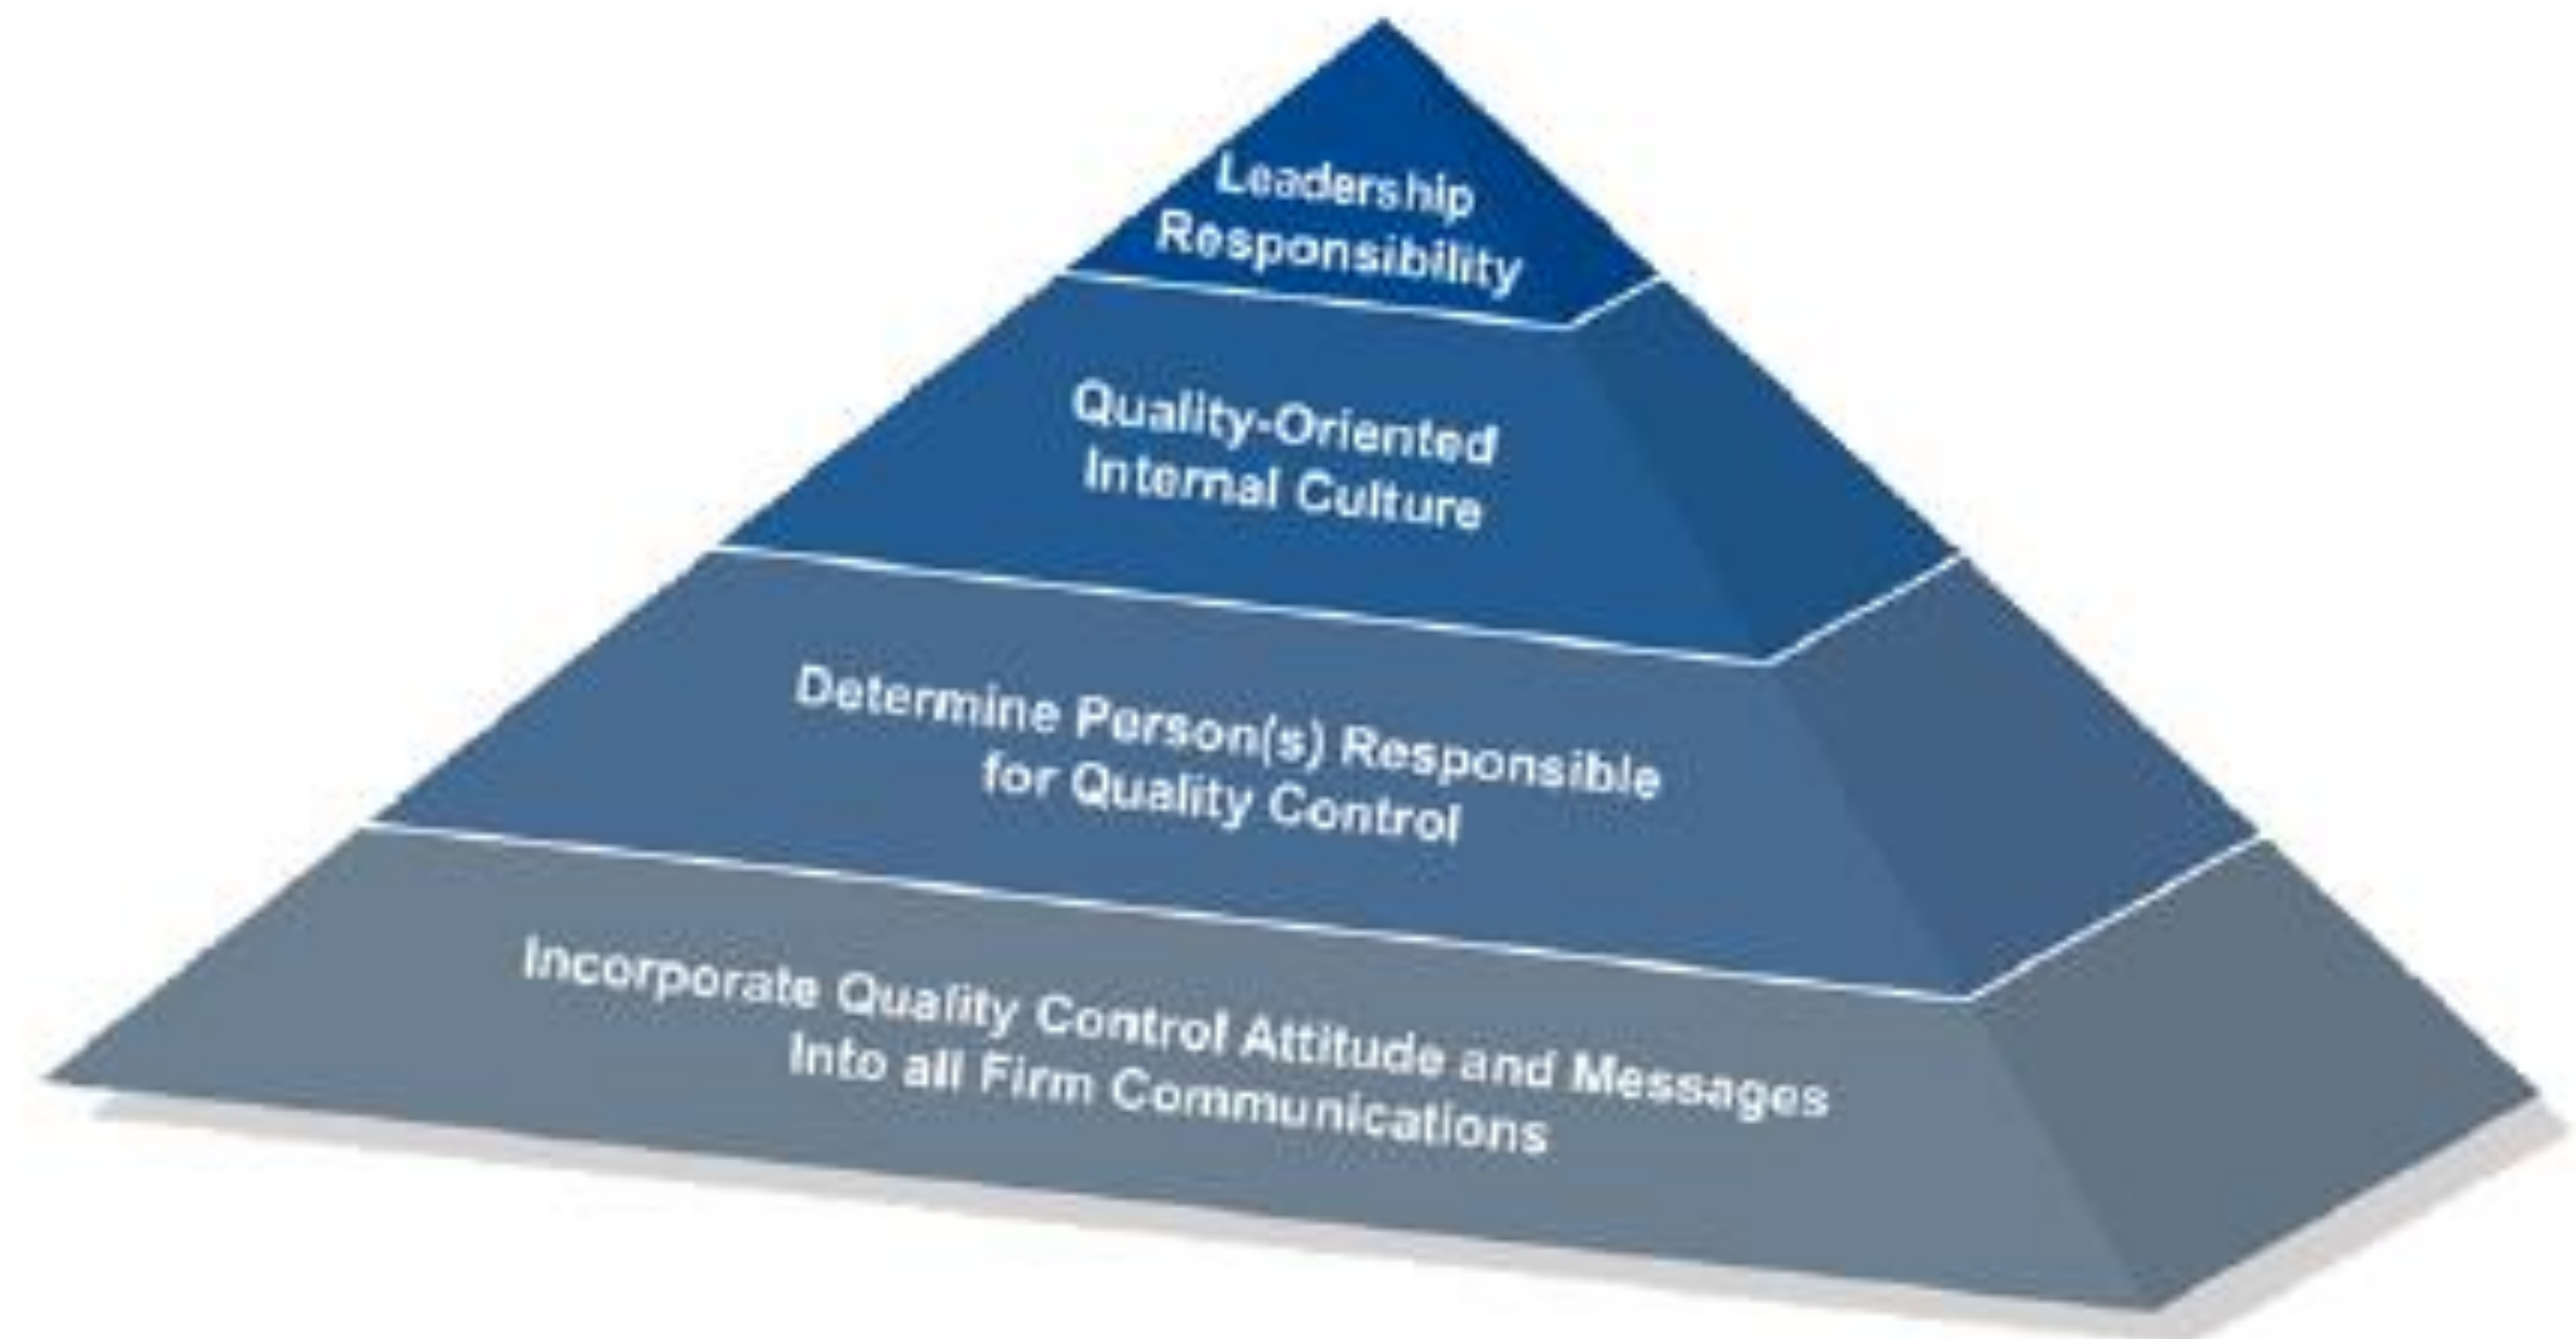 Leadership
Responsibility
Quality-Oriented
Internal Culture
Determine Person(s) Responsible
for Quality Control
Incorporate Quality Control Attitude and Messages
Into all Firm Communications